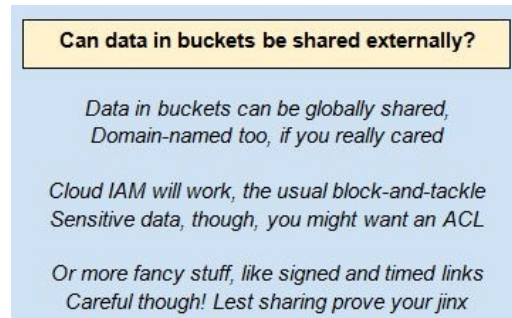 Can data in buckets be shared externally?
Data in buckets can be globally shared,
Domain-named too, if you really cared
Cloud IAM will work, the usual block-and-tackle
Sensitive data, though, you might want an ACL
Or more fancy stuff, like signed and timed links
Careful though! Lest sharing prove your jinx